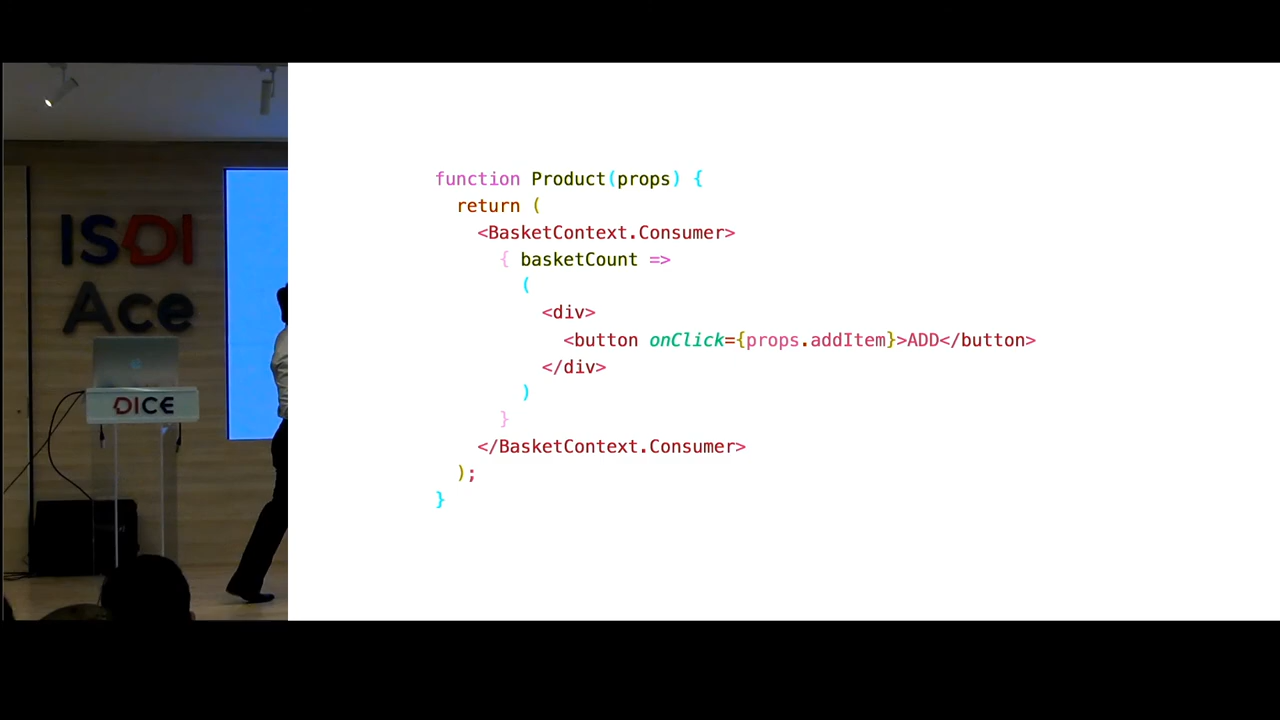 ISDI
Ace
DICE
function Product(props) {
  return (
    <BasketContext.Consumer>
      { basketCount =>
        (
          <div>
            <button onClick={props.addItem}>ADD</button>
          </div>
        )
      }
    </BasketContext.Consumer>
  );
}